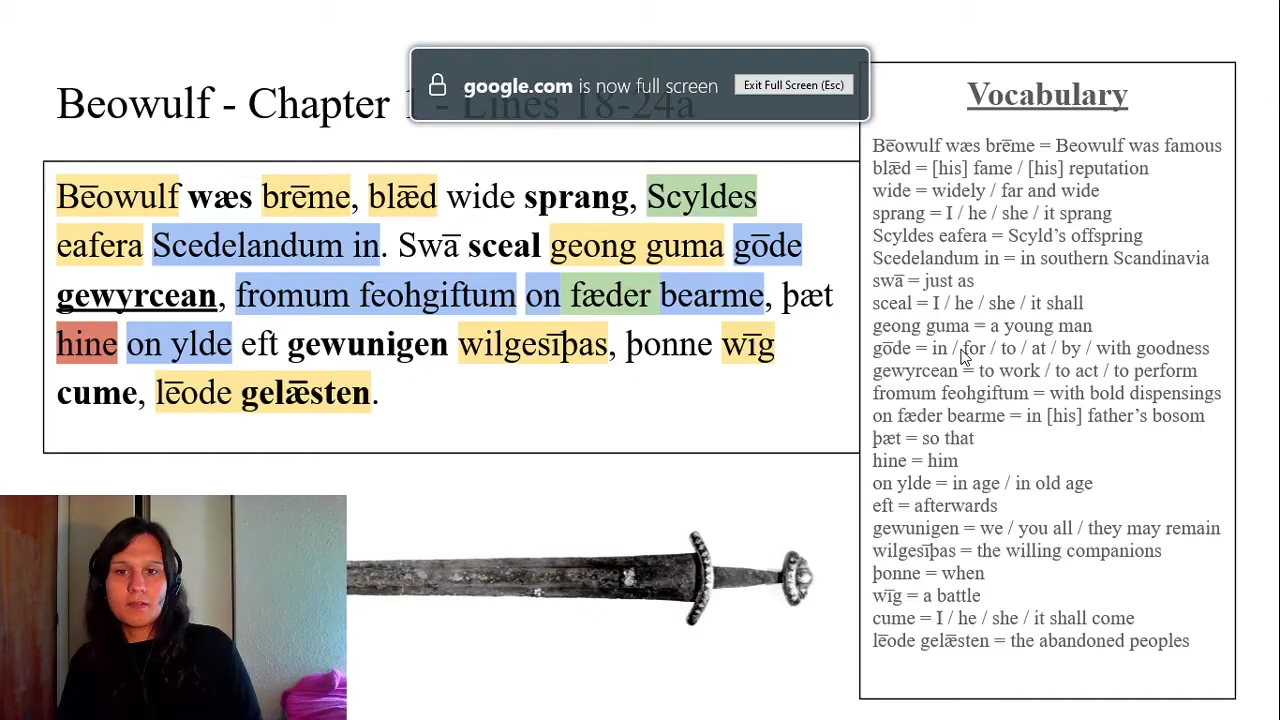 google.com is now full screen
Exit Full Screen (Esc)
Beowulf - Chapter 1 - Lines 18-24a
Bēowulf wæs brēme, blǣd wide sprang, Scyldes
eafera Scedelandum in. Swā sceal geong guma gōde
gewyrcean, fromum feohgiftum on fæder bearme, þæt
hine on ylde eft gewunigen wilgesīþas, þonne wīg
cume, lēode gelǣsten.
Vocabulary
Bēowulf wæs brēme = Beowulf was famous
blǣd = [his] fame / [his] reputation
wide = widely / far and wide
sprang = I / he / she / it sprang
Scyldes eafera = Scyld’s offspring
Scedelandum in = in southern Scandinavia
swā = just as
sceal = I / he / she / it shall
geong guma = a young man
gōde = in / for / to / at / by / with goodness
gewyrcean = to work / to act / to perform
fromum feohgiftum = with bold dispensings
on fæder bearme = in [his] father’s bosom
þæt = so that
hine = him
on ylde = in age / in old age
eft = afterwards
gewunigen = we / you all / they may remain
wilgesīþas = the willing companions
þonne = when
wīg = a battle
cume = I / he / she / it shall come
lēode gelǣsten = the abandoned peoples